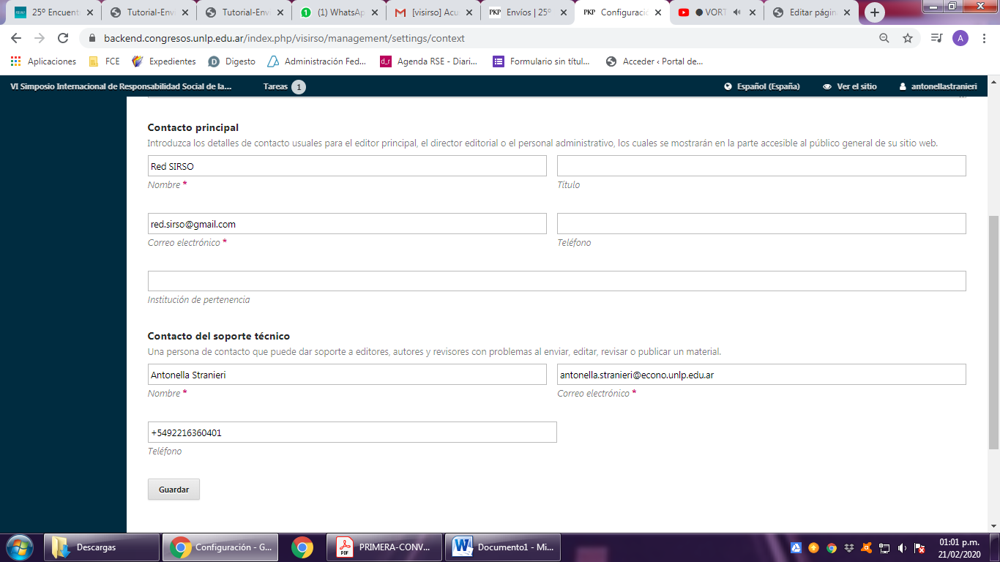 25º Encuent
Tutorial-Envi
Tutorial-Envi
(1) WhatsAp
[visirso] Acu
PKP Envíos | 25º
PKP Configuració
VORT
Editar págin
backend.congresos.unlp.edu.ar/index.php/visirso/management/settings/context
A
Aplicaciones
FCE
Expedientes
D Digesto
Administración Fed...
d_r Agenda RSE - Diari...
Formulario sin títul...
Acceder ‹ Portal de...
VI Simposio Internacional de Responsabilidad Social de la...
Tareas 1
Español (España)
Ver el sitio
antonellastranieri
Contacto principal
Introduzca los detalles de contacto usuales para el editor principal, el director editorial o el personal administrativo, los cuales se mostrarán en la parte accesible al público general de su sitio web.
Red SIRSO
Nombre *
Título
red.sirso@gmail.com
Correo electrónico *
Teléfono
Institución de pertenencia
Contacto del soporte técnico
Una persona de contacto que puede dar soporte a editores, autores y revisores con problemas al enviar, editar, revisar o publicar un material.
Antonella Stranieri
antonella.stranieri@econo.unlp.edu.ar
Nombre *
Correo electrónico *
+5492216360401
Teléfono
Guardar
Descargas
Configuración - G...
PDF PRIMERA-CONV...
W Documento1 - Mi...
01:01 p.m.
21/02/2020